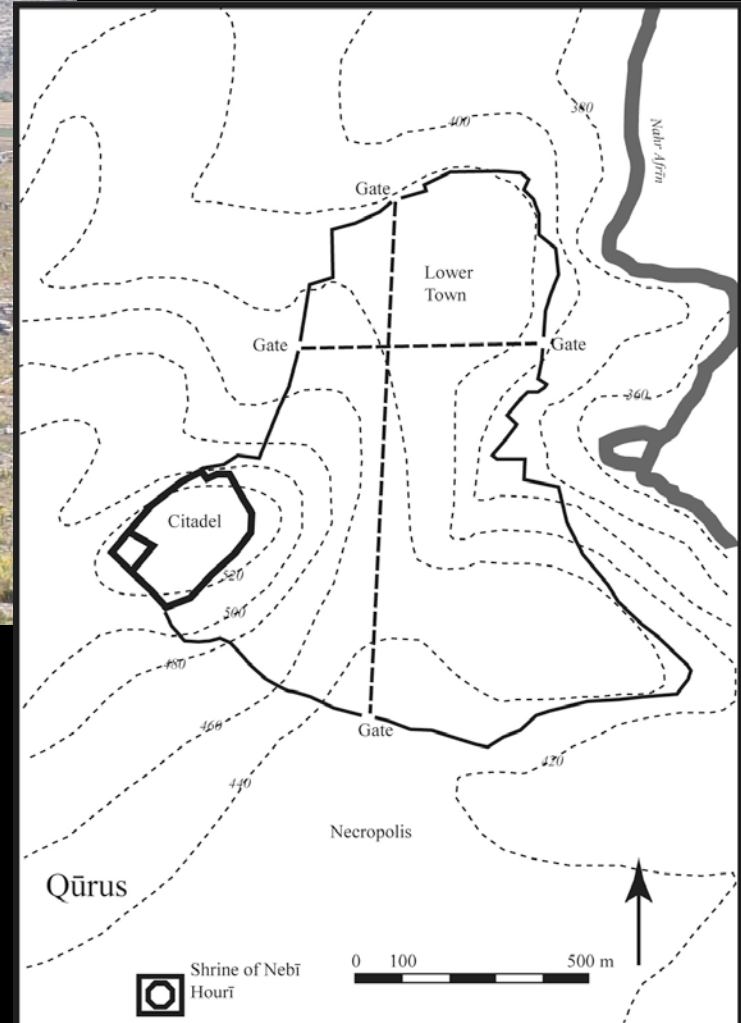 400
380
Nahr Afrīn
Gate
Lower
Town
Gate
Gate
360
Citadel
520
500
480
460
Gate
420
440
Necropolis
Qūrus
Shrine of Nebī
Hourī
0 100 500 m